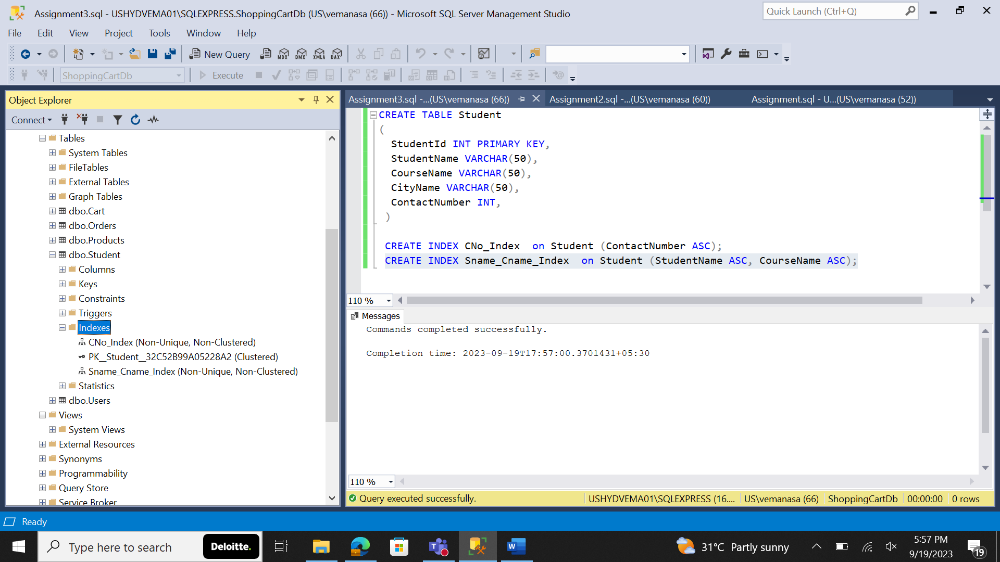 Assignment3.sql - USHYDVEMA01\SQLEXPRESS.ShoppingCartDb (US\vemanasa (66)) - Microsoft SQL Server Management Studio
Quick Launch (Ctrl+Q)
File Edit View Project Tools Window Help
New Query MDX DMX XMLA DAX
ShoppingCartDb Execute
Object Explorer
Connect
Tables
System Tables
FileTables
External Tables
Graph Tables
dbo.Cart
dbo.Orders
dbo.Products
dbo.Student
Columns
Keys
Constraints
Triggers
Indexes
CNo_Index (Non-Unique, Non-Clustered)
PK__Student__32C52B99A05228A2 (Clustered)
Sname_Cname_Index (Non-Unique, Non-Clustered)
Statistics
dbo.Users
Views
System Views
External Resources
Synonyms
Programmability
Query Store
Service Broker
Assignment3.sql -...(US\vemanasa (66)) Assignment2.sql -...(US\vemanasa (60)) Assignment.sql - U...(US\vemanasa (52))
CREATE TABLE Student
(
StudentId INT PRIMARY KEY,
StudentName VARCHAR(50),
CourseName VARCHAR(50),
CityName VARCHAR(50),
ContactNumber INT,
)
CREATE INDEX CNo_Index on Student (ContactNumber ASC);
CREATE INDEX Sname_Cname_Index on Student (StudentName ASC, CourseName ASC);
110 %
Messages
Commands completed successfully.
Completion time: 2023-09-19T17:57:00.3701431+05:30
110 %
Query executed successfully. USHYDVEMA01\SQLEXPRESS (16.... US\vemanasa (66) ShoppingCartDb 00:00:00 0 rows
Ready
Type here to search Deloitte. 31°C Partly sunny 5:57 PM
9/19/2023 19